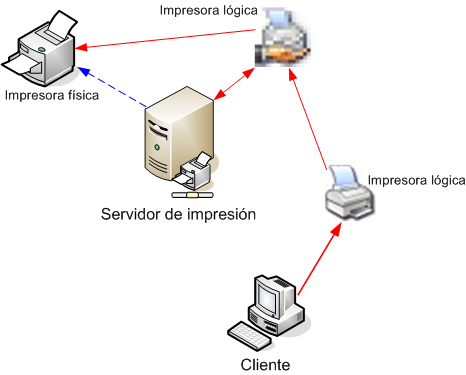 Impresora lógica
Impresora física
Servidor de impresión
Impresora lógica
Cliente